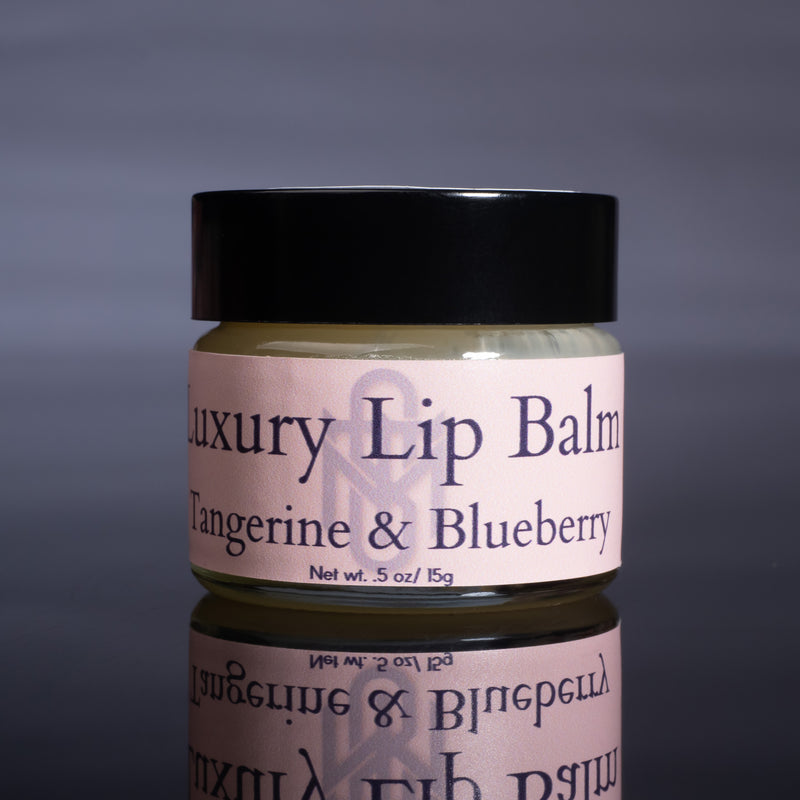 Luxury Lip Balm
Tangerine & Blueberry
Net wt. .5 oz/ 15g